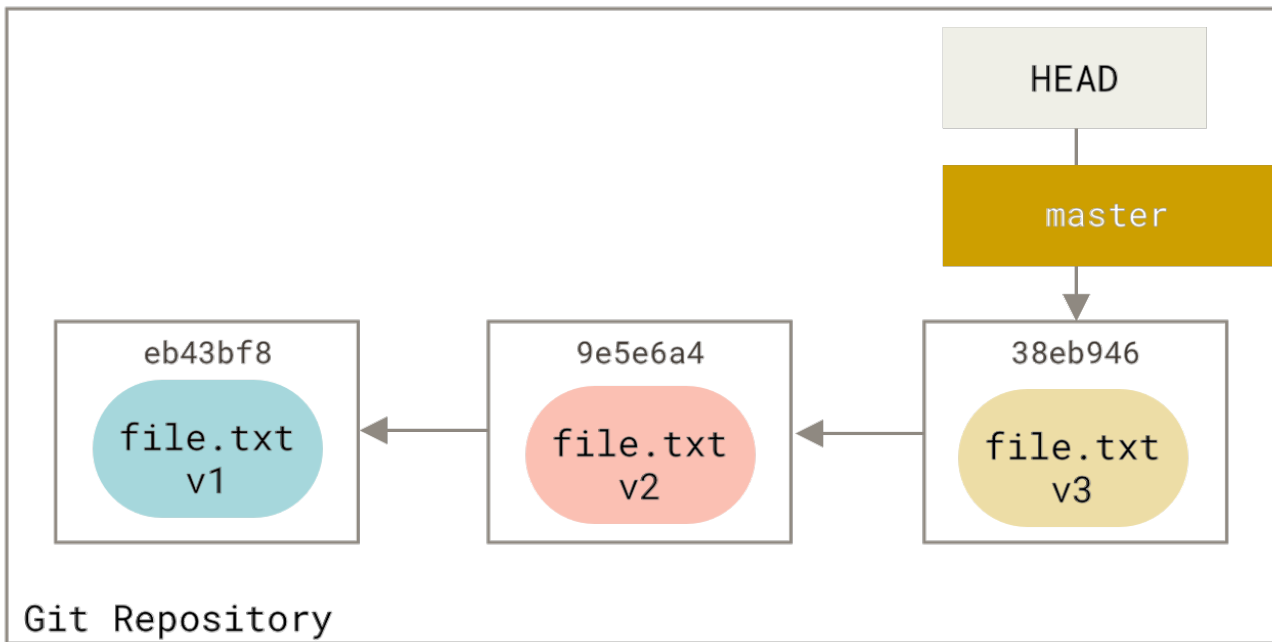 HEAD
master
eb43bf8
file.txt
v1
9e5e6a4
file.txt
v2
38eb946
file.txt
v3
Git Repository